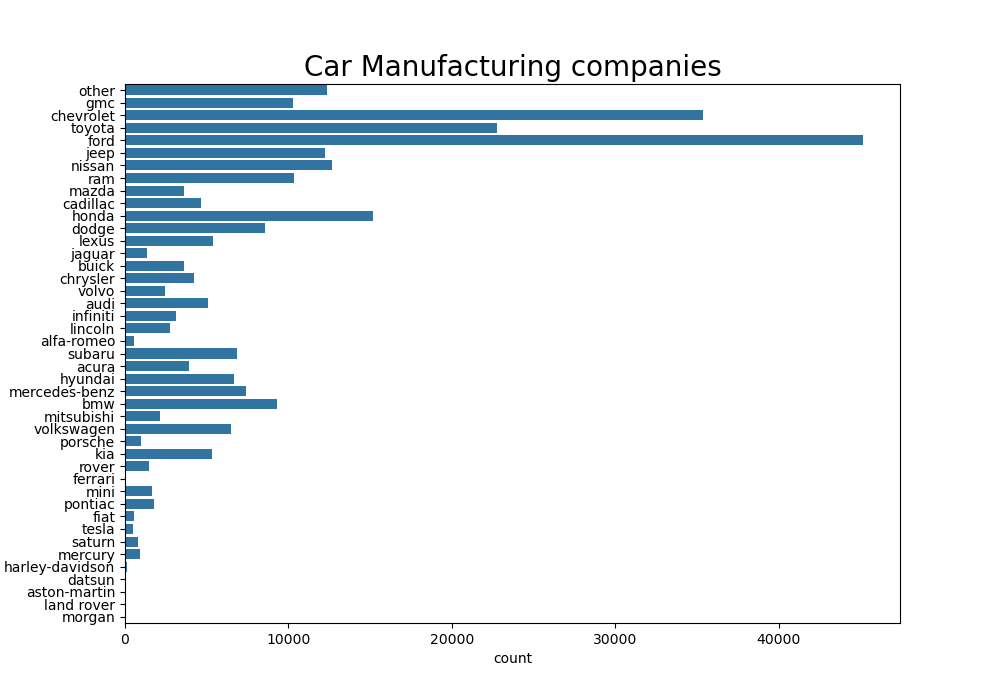 Car Manufacturing companies
other
gmc
chevrolet
toyota
ford
jeep
nissan
ram
mazda
cadillac
honda
dodge
lexus
jaguar
buick
chrysler
volvo
audi
infiniti
lincoln
alfa-romeo
subaru
acura
hyundai
mercedes-benz
bmw
mitsubishi
volkswagen
porsche
kia
rover
ferrari
mini
pontiac
fiat
tesla
saturn
mercury
harley-davidson
datsun
aston-martin
land rover
morgan
0 10000 20000 30000 40000
count